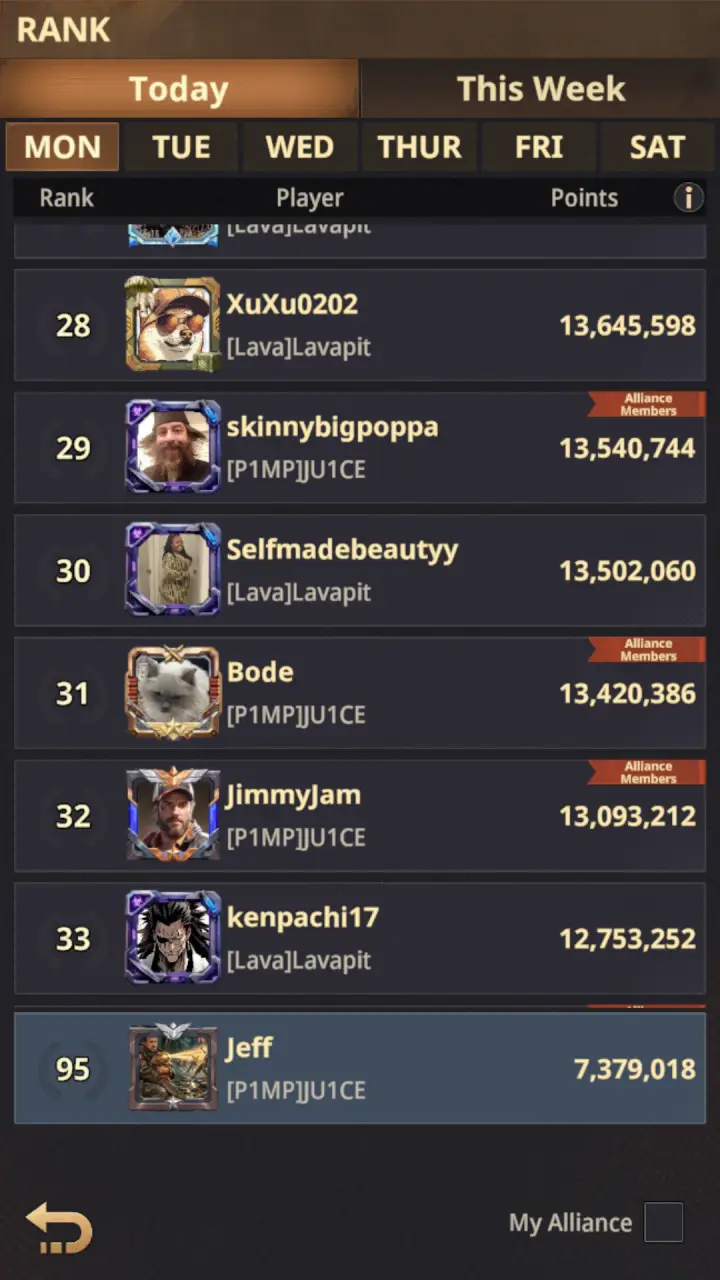 RANK
Today This Week
MON TUE WED THUR FRI SAT
Rank Player Points i
[Lava]Lavapit
28 XuXu0202 13,645,598
[Lava]Lavapit
Alliance
Members
29 skinnybigpoppa 13,540,744
[P1MP]JU1CE
30 Selfmadebeautyy 13,502,060
[Lava]Lavapit
Alliance
Members
31 Bode 13,420,386
[P1MP]JU1CE
Alliance
Members
32 JimmyJam 13,093,212
[P1MP]JU1CE
33 kenpachi17 12,753,252
[Lava]Lavapit
95 Jeff 7,379,018
[P1MP]JU1CE
My Alliance